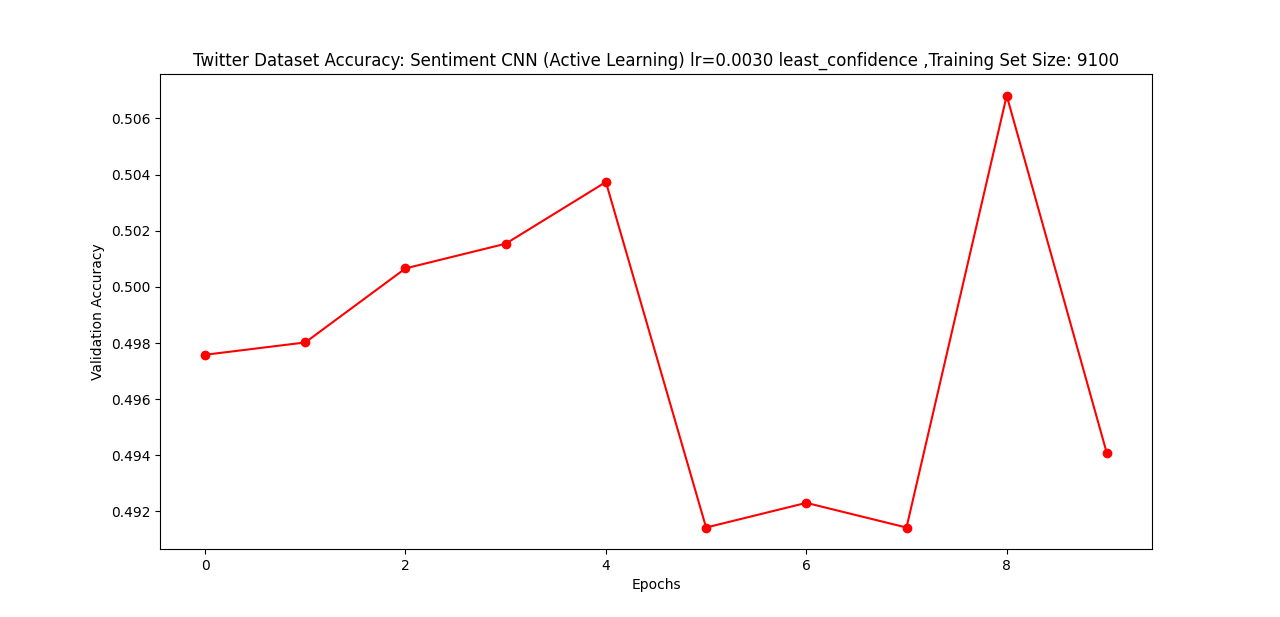 Twitter Dataset Accuracy: Sentiment CNN (Active Learning) lr=0.0030 least_confidence ,Training Set Size: 9100
Validation Accuracy
0.506
0.504
0.502
0.500
0.498
0.496
0.494
0.492
0 2 4 6 8
Epochs